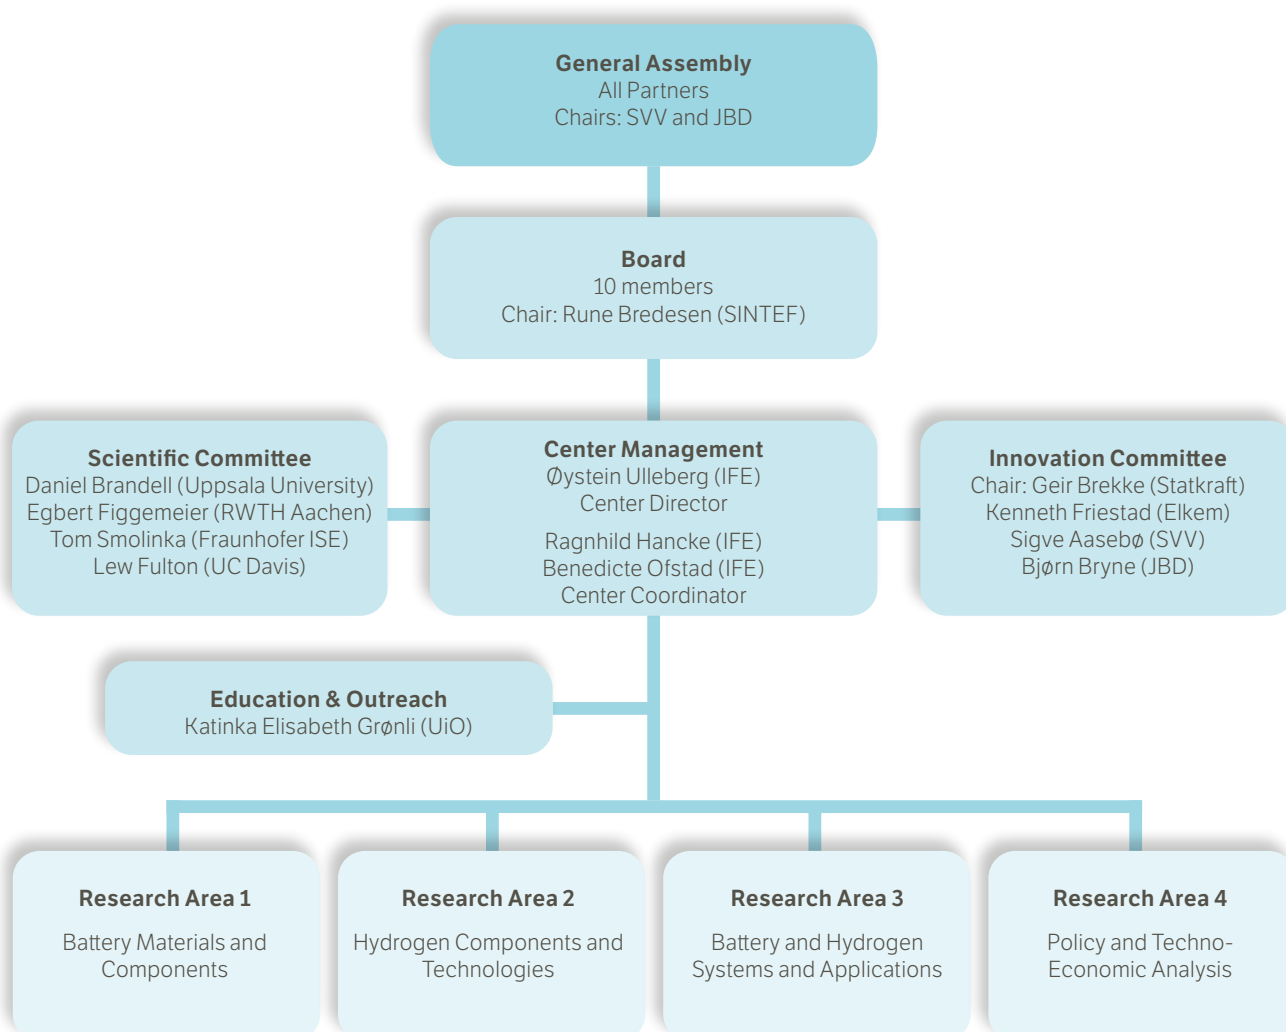 General Assembly
All Partners
Chairs: SVV and JBD
Board
10 members
Chair: Rune Bredesen (SINTEF)
Scientific Committee
Daniel Brandell (Uppsala University)
Egbert Figgemeier (RWTH Aachen)
Tom Smolinka (Fraunhofer ISE)
Lew Fulton (UC Davis)
Center Management
Øystein Ulleberg (IFE)
Center Director
Ragnhild Hancke (IFE)
Benedicte Ofstad (IFE)
Center Coordinator
Innovation Committee
Chair: Geir Brekke (Statkraft)
Kenneth Friestad (Elkem)
Sigve Aasebø (SVV)
Bjørn Bryne (JBD)
Education & Outreach
Katinka Elisabeth Grønli (UiO)
Research Area 1
Battery Materials and
Components
Research Area 2
Hydrogen Components and
Technologies
Research Area 3
Battery and Hydrogen
Systems and Applications
Research Area 4
Policy and Techno-
Economic Analysis